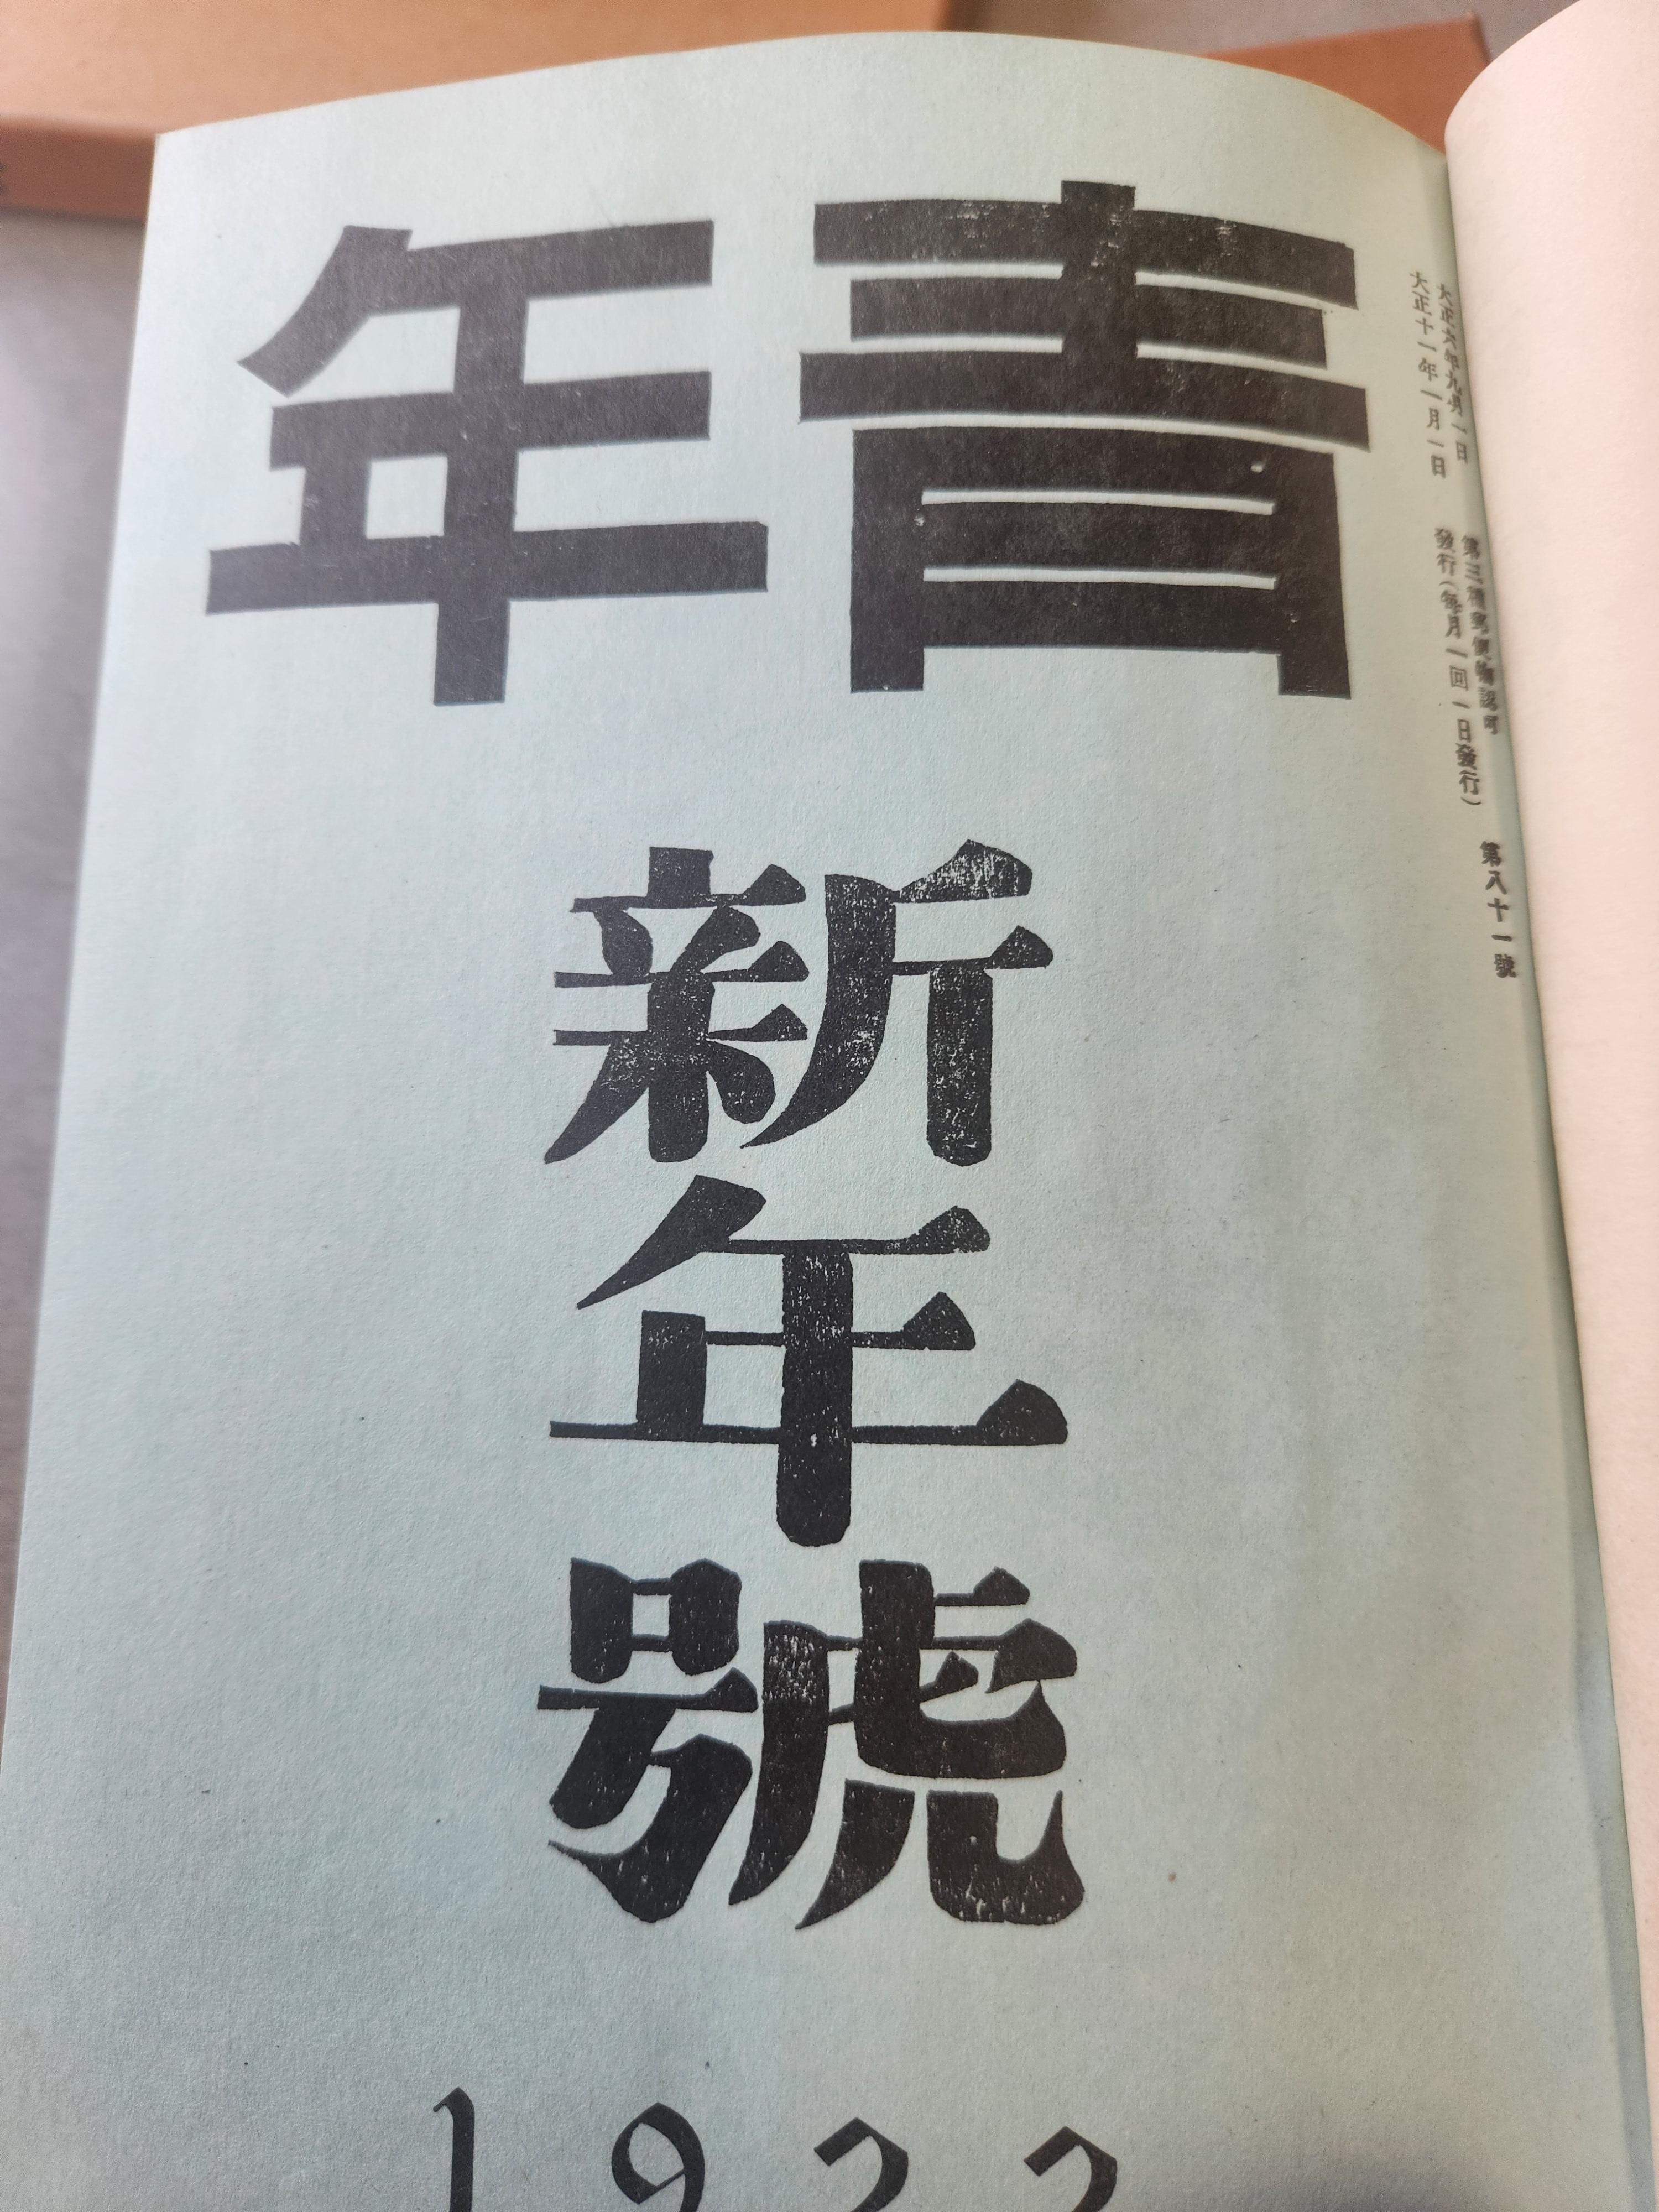 青年
大正六年九月一日 第三種郵便物認可
大正十一年一月一日 發行(毎月一回一日發行)
第八十一號
新年號
1922